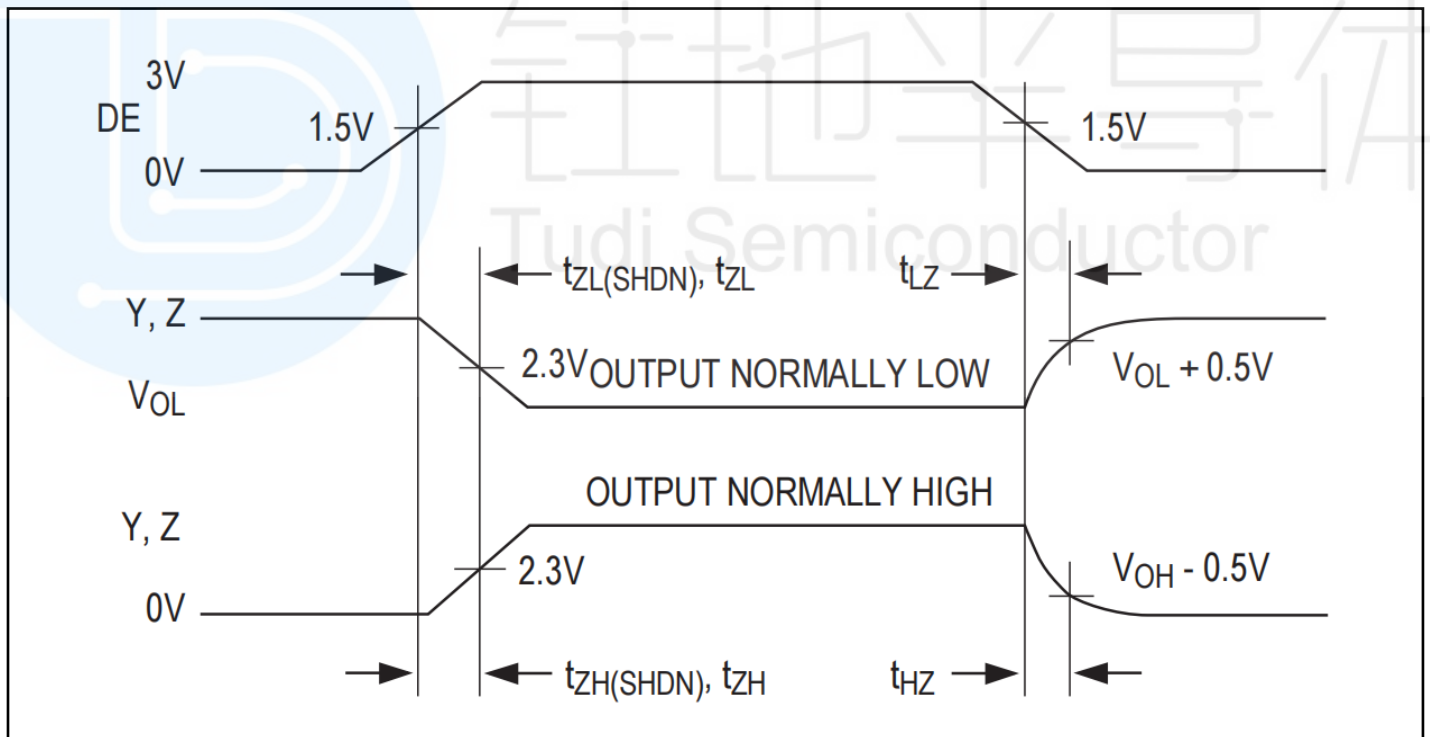 钍地半导体
Tudi Semiconductor
3V
DE
1.5V
1.5V
0V
tZL(SHDN), tZL
tLZ
Y, Z
2.3V
OUTPUT NORMALLY LOW
VOL + 0.5V
VOL
OUTPUT NORMALLY HIGH
Y, Z
2.3V
VOH - 0.5V
0V
tZH(SHDN), tZH
tHZ